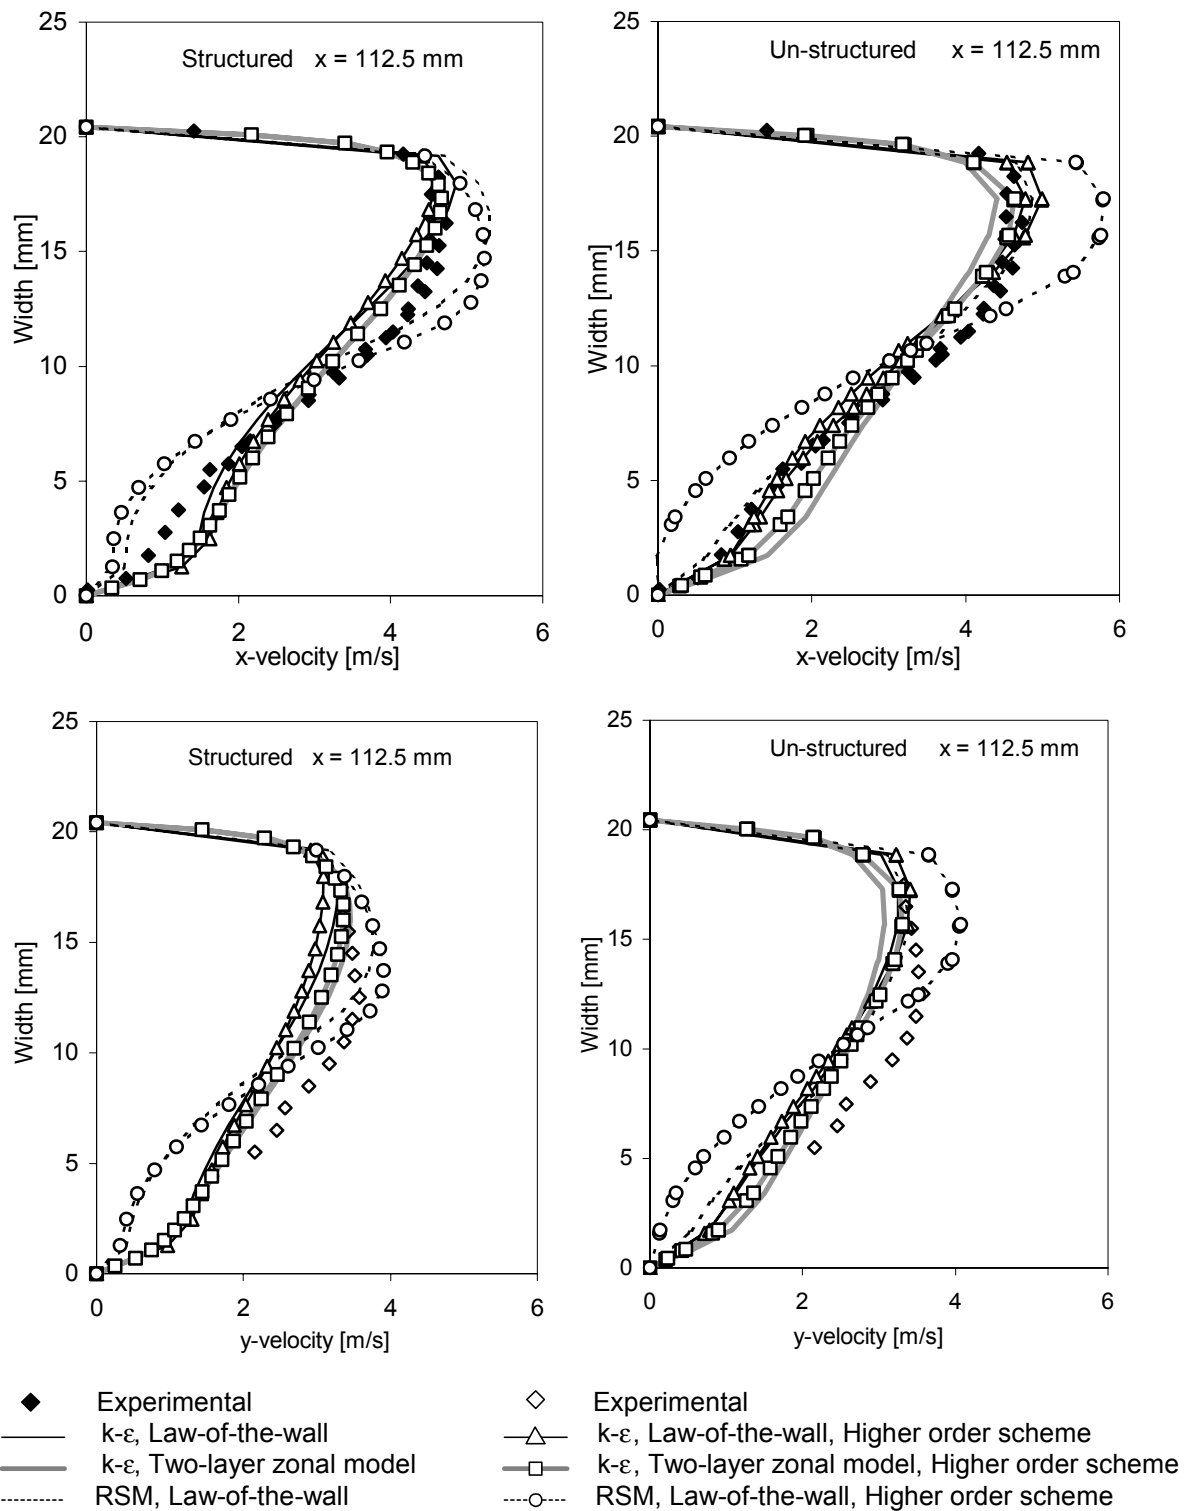 25
20
15
10
5
0
Width [mm]
Structured x = 112.5 mm
0 2 4 6
x-velocity [m/s]
25
20
15
10
5
0
Width [mm]
Un-structured x = 112.5 mm
0 2 4 6
x-velocity [m/s]
25
20
15
10
5
0
Width [mm]
Structured x = 112.5 mm
0 2 4 6
y-velocity [m/s]
25
20
15
10
5
0
Width [mm]
Un-structured x = 112.5 mm
0 2 4 6
y-velocity [m/s]
Experimental
k-ε, Law-of-the-wall
k-ε, Two-layer zonal model
RSM, Law-of-the-wall
Experimental
k-ε, Law-of-the-wall, Higher order scheme
k-ε, Two-layer zonal model, Higher order scheme
RSM, Law-of-the-wall, Higher order scheme